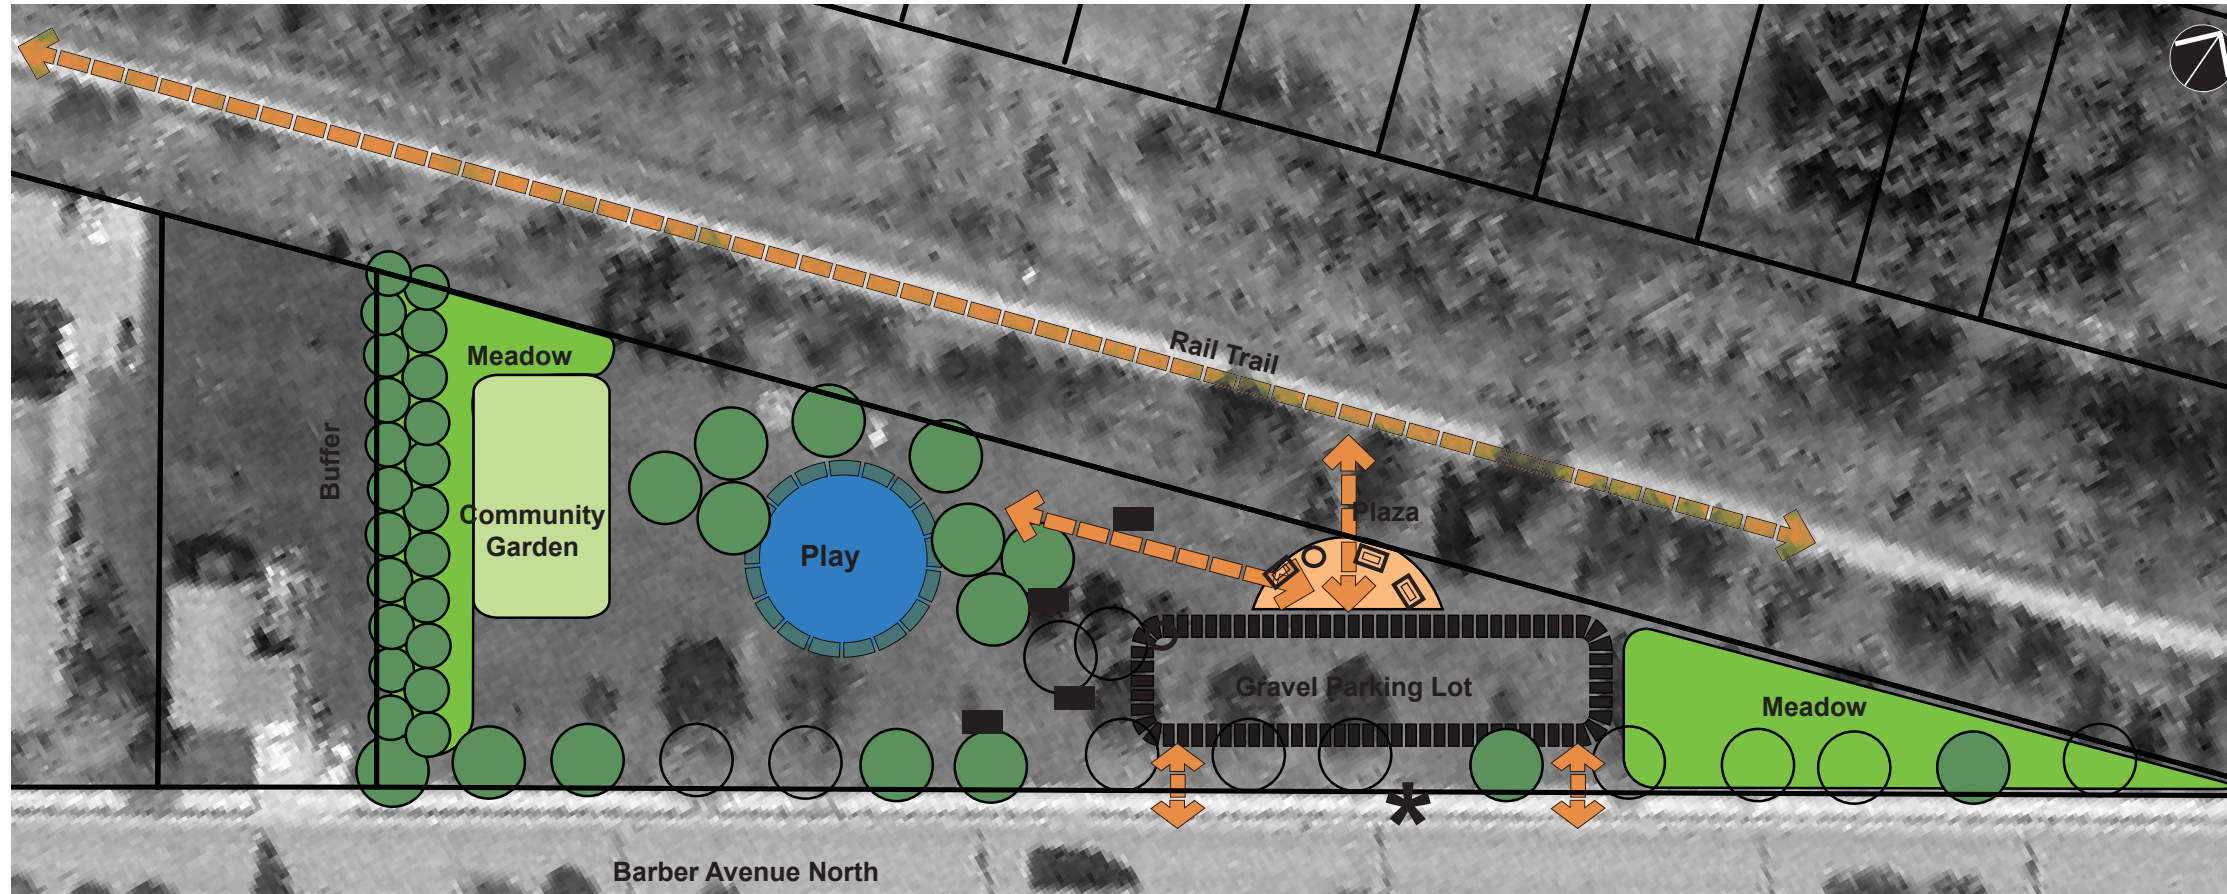 Rail Trail
Meadow
Buffer
Community
Garden
Plaza
Play
Gravel Parking Lot
Meadow
*
Barber Avenue North